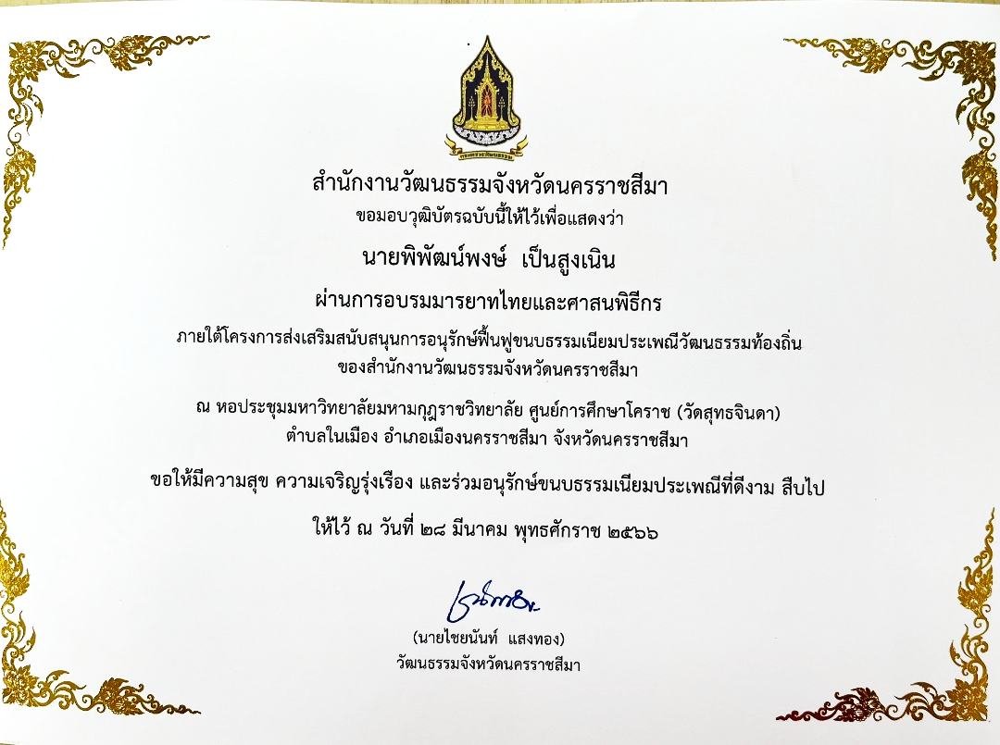 กระทรวงวัฒนธรรม
สำนักงานวัฒนธรรมจังหวัดนครราชสีมา
ขอมอบวุฒิบัตรฉบับนี้ให้ไว้เพื่อแสดงว่า
นายพิพัฒน์พงษ์ เป็นสูงเนิน
ผ่านการอบรมมารยาทไทยและศาสนพิธีกร
ภายใต้โครงการส่งเสริมสนับสนุนการอนุรักษ์ฟื้นฟูขนบธรรมเนียมประเพณีวัฒนธรรมท้องถิ่น
ของสำนักงานวัฒนธรรมจังหวัดนครราชสีมา
ณ หอประชุมมหาวิทยาลัยมหามกุฎราชวิทยาลัย ศูนย์การศึกษาโคราช (วัดสุทธจินดา)
ตำบลในเมือง อำเภอเมืองนครราชสีมา จังหวัดนครราชสีมา
ขอให้มีความสุข ความเจริญรุ่งเรือง และร่วมอนุรักษ์ขนบธรรมเนียมประเพณีที่ดีงาม สืบไป
ให้ไว้ ณ วันที่ ๒๘ มีนาคม พุทธศักราช ๒๕๖๖
(นายไชยนันท์ แสงทอง)
วัฒนธรรมจังหวัดนครราชสีมา